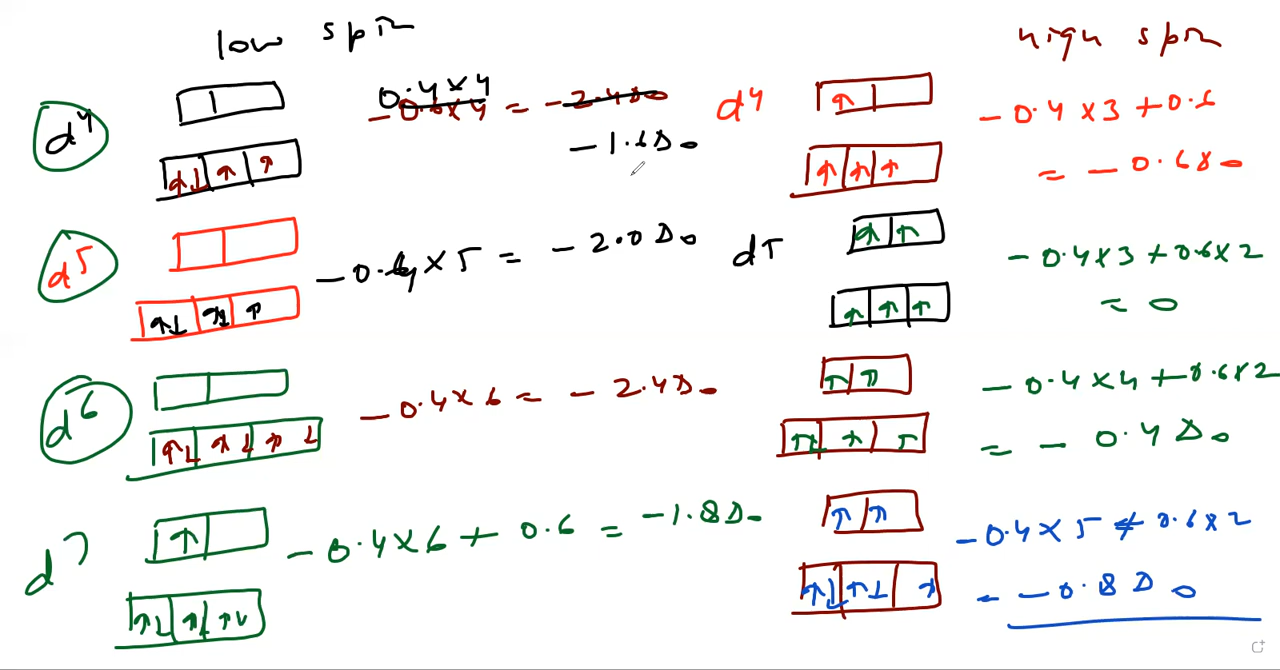 low spin
high spin
d⁴
0.4×4
-0.6×4 = -2.4Δ₀
-1.6Δ₀
d⁴
-0.4×3+0.6
= -0.6Δ₀
d⁵
-0.4×5 = -2.0Δ₀
d⁵
-0.4×3+0.6×2
= 0
d⁶
-0.4×6 = -2.4Δ₀
-0.4×4+0.6×2
= -0.4Δ₀
d⁷
-0.4×6+0.6 = -1.8Δ₀
-0.4×5+0.6×2
= -0.8Δ₀